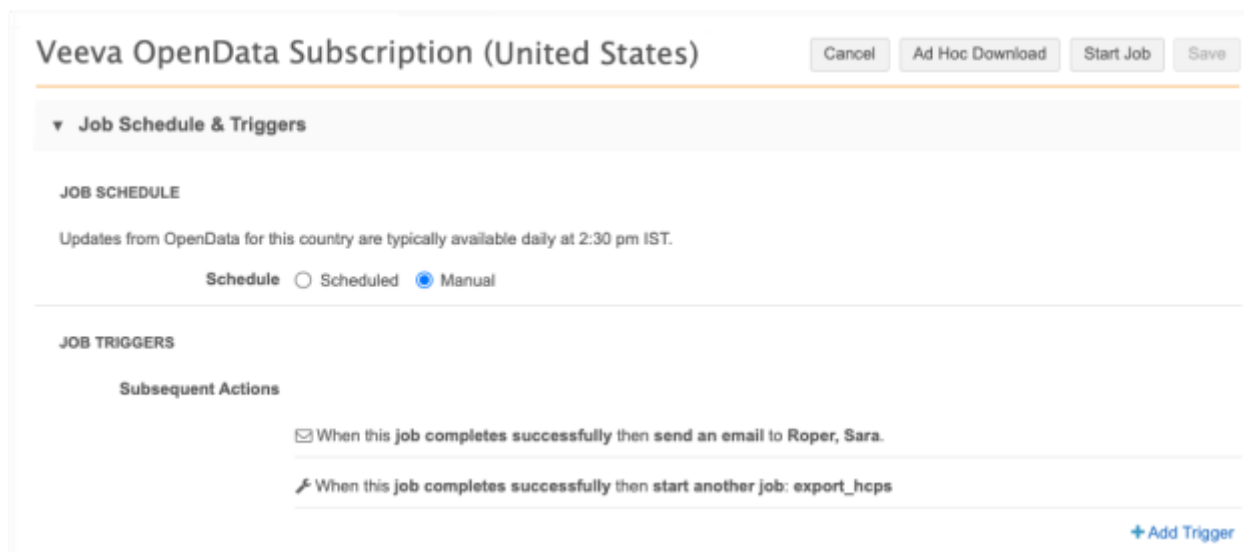 Veeva OpenData Subscription (United States)
Cancel
Ad Hoc Download
Start Job
Save
Job Schedule & Triggers
JOB SCHEDULE
Updates from OpenData for this country are typically available daily at 2:30 pm IST.
Schedule Scheduled Manual
JOB TRIGGERS
Subsequent Actions
When this job completes successfully then send an email to Roper, Sara.
When this job completes successfully then start another job: export_hcps
+ Add Trigger